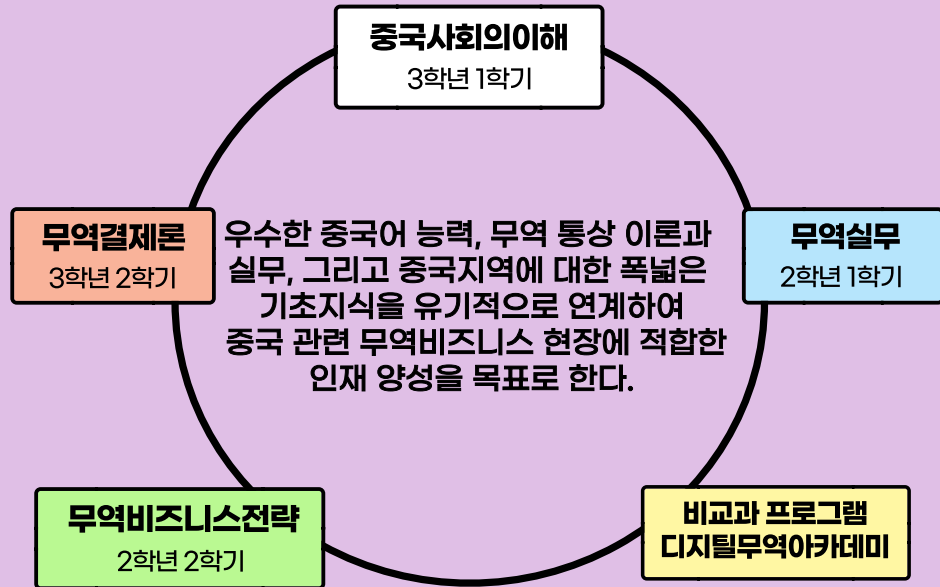 중국사회의이해
3학년 1학기
무역결제론
3학년 2학기
우수한 중국어 능력, 무역 통상 이론과
실무, 그리고 중국지역에 대한 폭넓은
기초지식을 유기적으로 연계하여
중국 관련 무역비즈니스 현장에 적합한
인재 양성을 목표로 한다.
무역실무
2학년 1학기
무역비즈니스전략
2학년 2학기
비교과 프로그램
디지털무역아카데미